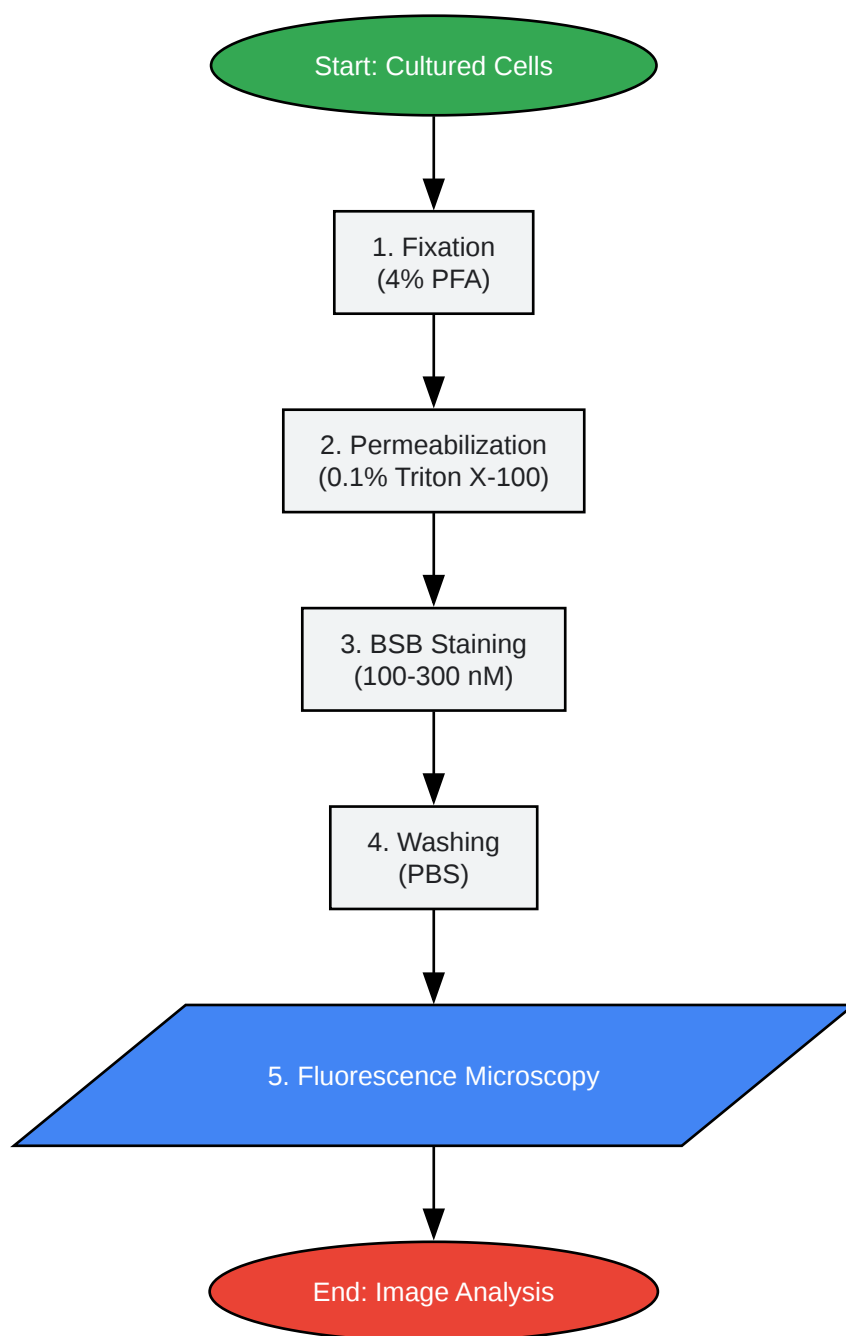 Start: Cultured Cells
1. Fixation
(4% PFA)
2. Permeabilization
(0.1% Triton X-100)
3. BSB Staining
(100-300 nM)
4. Washing
(PBS)
5. Fluorescence Microscopy
End: Image Analysis